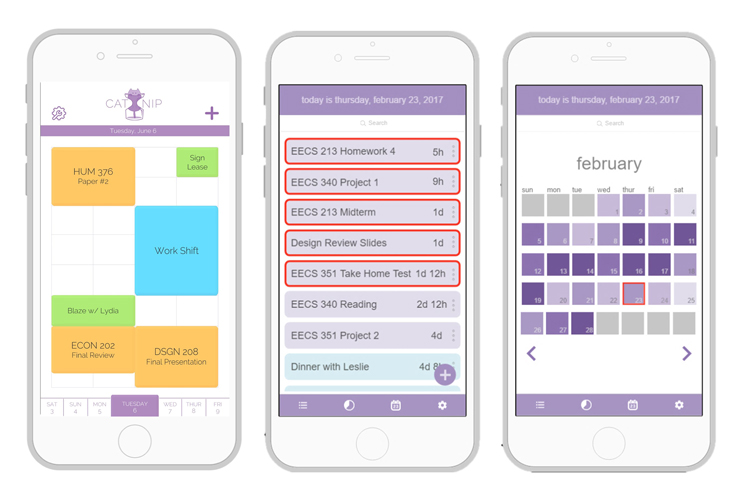 CATNIP
Tuesday, June 6
HUM 376
Paper #2
Sign
Lease
Work Shift
Blaze w/ Lydia
ECON 202
Final Review
DSGN 208
Final Presentation
SAT SUN MON TUESDAY WED THUR FRI
3 4 5 6 7 8 9
today is thursday, february 23, 2017
Search
EECS 213 Homework 4 5h
EECS 340 Project 1 9h
EECS 213 Midterm 1d
Design Review Slides 1d
EECS 351 Take Home Test 1d 12h
EECS 340 Reading 2d 12h
EECS 351 Project 2 4d
Dinner with Leslie 4d 8h
today is thursday, february 23, 2017
Search
february
sun mon tue wed thur fri sat
1 2 3 4
5 6 7 8 9 10 11
12 13 14 15 16 17 18
19 20 21 22 23 24 25
26 27 28